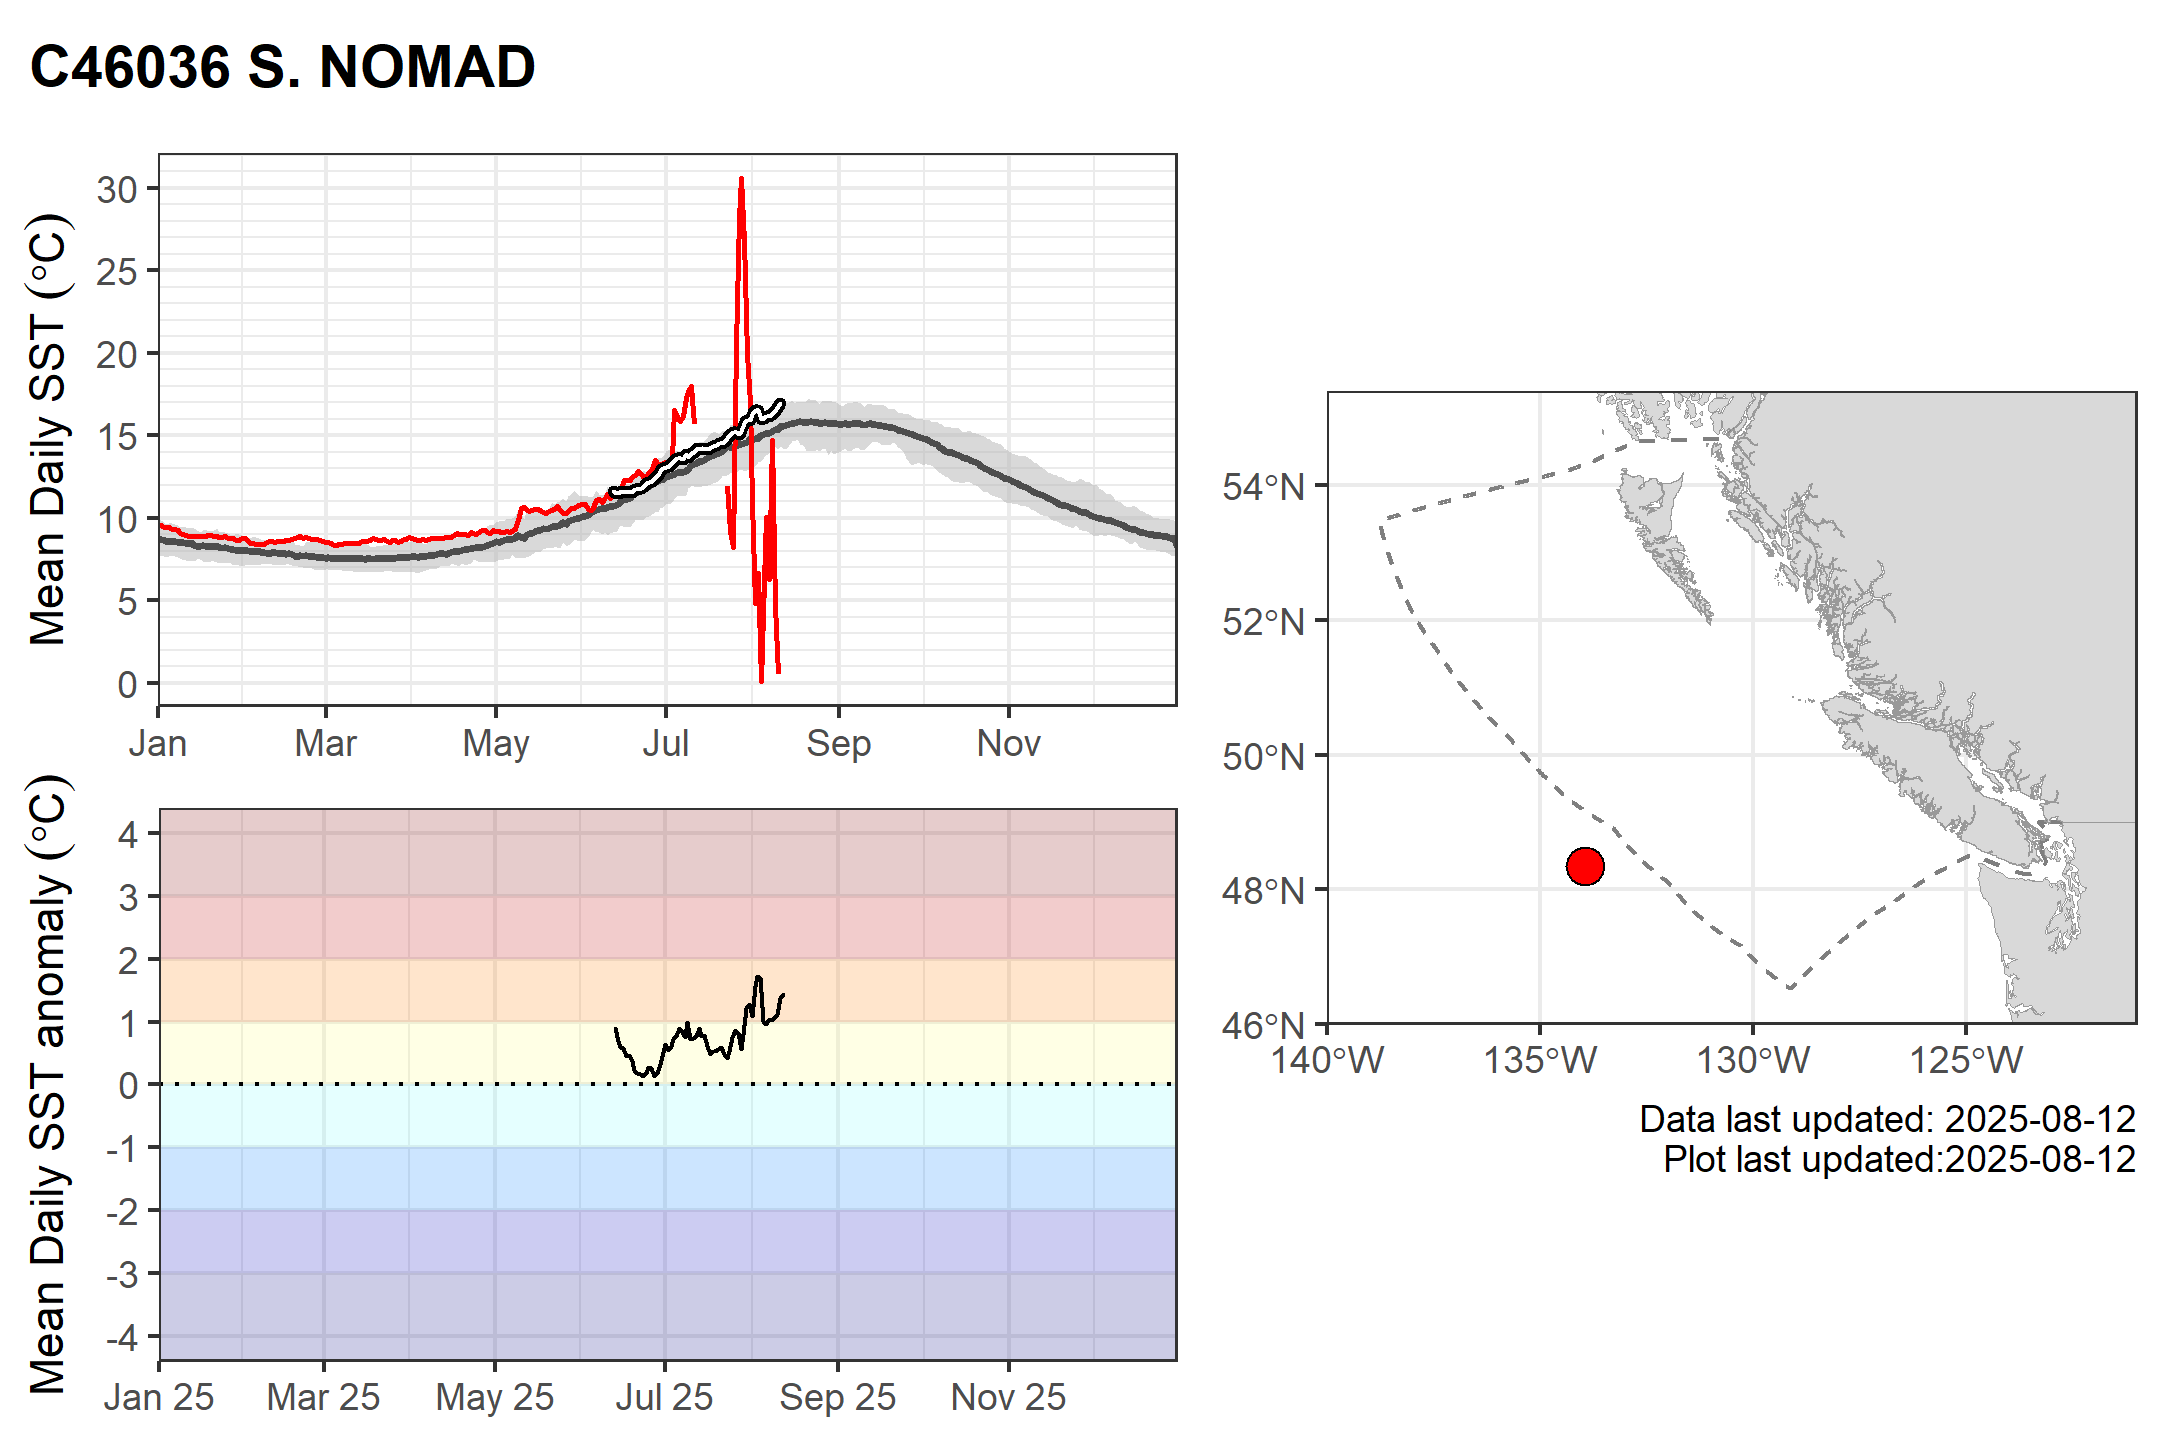 C46036 S. NOMAD
Mean Daily SST (°C)
30
25
20
15
10
5
0
Jan Mar May Jul Sep Nov
Mean Daily SST anomaly (°C)
4
3
2
1
0
-1
-2
-3
-4
Jan 25 Mar 25 May 25 Jul 25 Sep 25 Nov 25
54°N
52°N
50°N
48°N
46°N
140°W 135°W 130°W 125°W
Data last updated: 2025-08-12
Plot last updated:2025-08-12